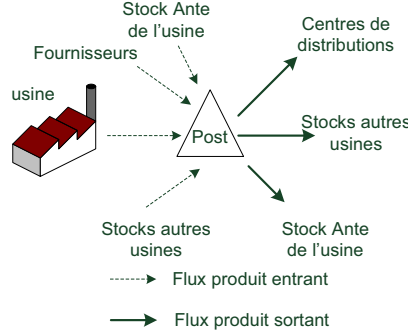 Stock Ante
de l'usine
Centres de
distributions
Fournisseurs
usine
Post
Stocks autres
usines
Stocks autres
usines
Stock Ante
de l'usine
Flux produit entrant
Flux produit sortant